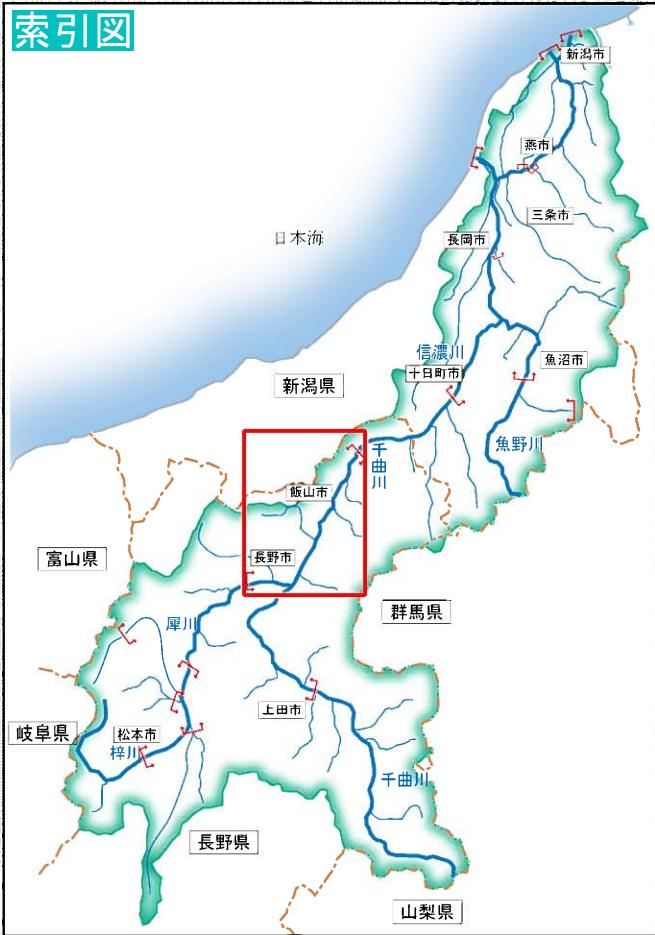 索引図
新潟市
燕市
三条市
日本海
長岡市
信濃川
魚沼市
十日町市
新潟県
魚野川
千曲川
飯山市
長野市
富山県
群馬県
犀川
上田市
岐阜県
松本市
梓川
千曲川
長野県
山梨県